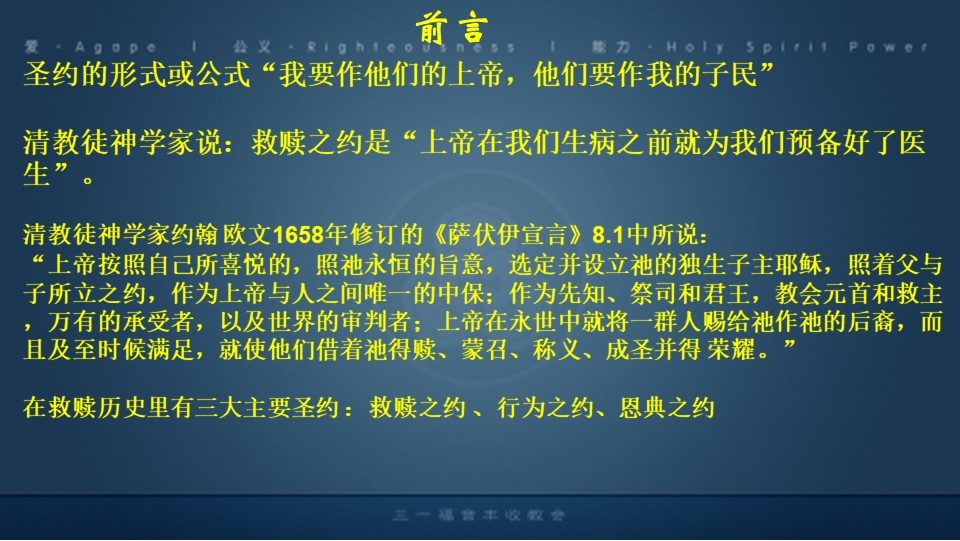 前言
爱·Agape | 公义·Righteousness | 能力·Holy Spirit Power
圣约的形式或公式“我要作他们的上帝，他们要作我的子民”
清教徒神学家说：救赎之约是“上帝在我们生病之前就为我们预备好了医
生”。
清教徒神学家约翰 欧文1658年修订的《萨伏伊宣言》8.1中所说：
“上帝按照自己所喜悦的，照祂永恒的旨意，选定并设立祂的独生子主耶稣，照着父与
子所立之约，作为上帝与人之间唯一的中保；作为先知、祭司和君王，教会元首和救主
，万有的承受者，以及世界的审判者；上帝在永世中就将一群人赐给祂作祂的后裔，而
且及至时候满足，就使他们借着祂得赎、蒙召、称义、成圣并得 荣耀。”
在救赎历史里有三大主要圣约：救赎之约、行为之约、恩典之约
三一福音丰收教会